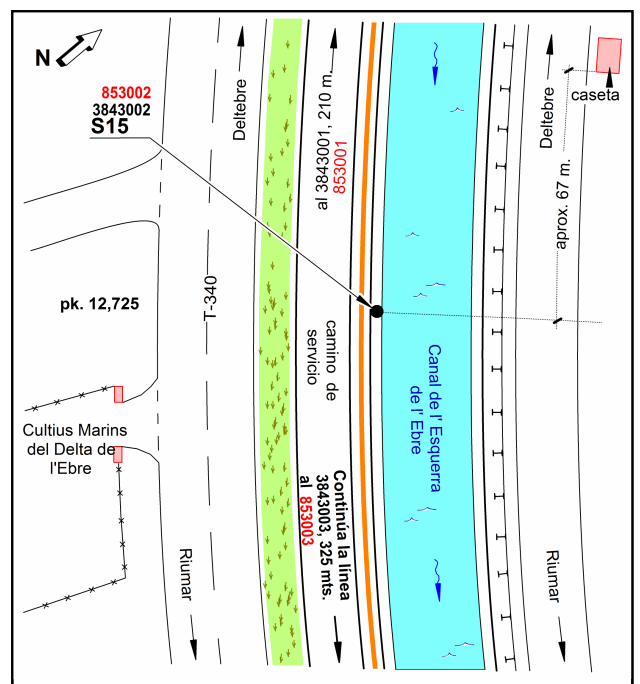 N
853002
3843002
S15
Deltebre
al 3843001, 210 m.
853001
Deltebre
caseta
aprox. 67 m.
T-340
pk. 12,725
camino de
servicio
Canal de l' Esquerra
de l' Ebre
Cultius Marins
del Delta de
l'Ebre
Continúa la línea
3843003, 325 mts.
al 853003
Riumar
Riumar